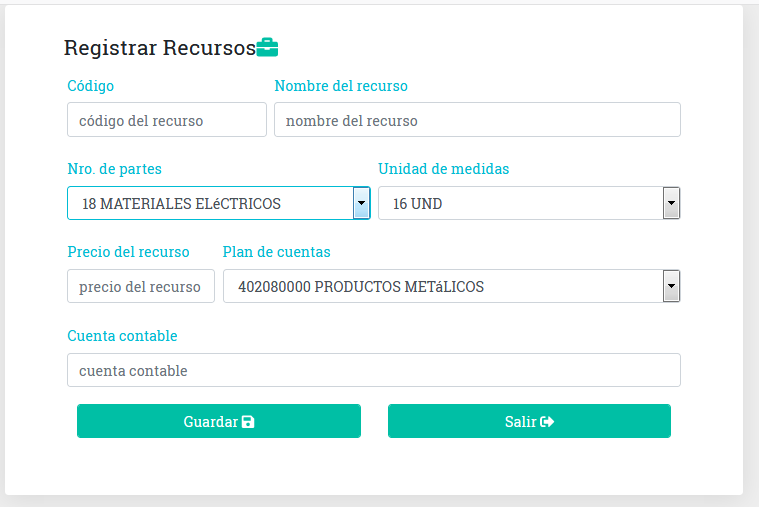 Registrar Recursos
Código Nombre del recurso
código del recurso nombre del recurso
Nro. de partes Unidad de medidas
18 MATERIALES ELéCTRICOS 16 UND
Precio del recurso Plan de cuentas
precio del recurso 402080000 PRODUCTOS METáLICOS
Cuenta contable
cuenta contable
Guardar Salir